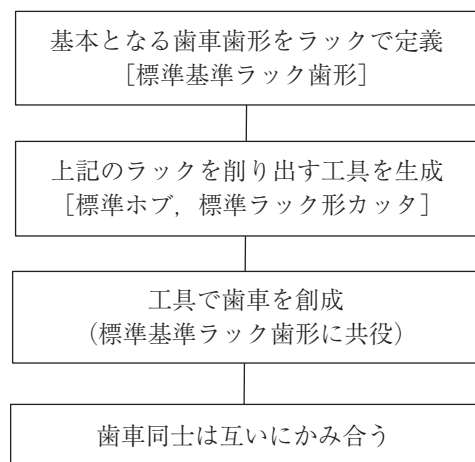 基本となる歯車歯形をラックで定義
［標準基準ラック歯形］
上記のラックを削り出す工具を生成
［標準ホブ，標準ラック形カッタ］
工具で歯車を創成
（標準基準ラック歯形に共役）
歯車同士は互いにかみ合う